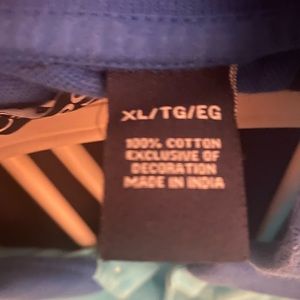 XL/TG/EG
100% COTTON
EXCLUSIVE OF
DECORATION
MADE IN INDIA